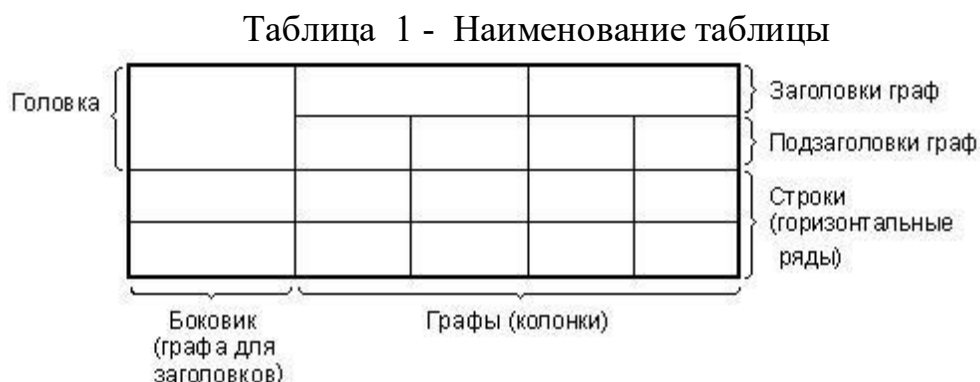 Таблица 1 - Наименование таблицы
Головка
Заголовки граф
Подзаголовки граф
Строки
(горизонтальные
ряды)
Боковик
(графа для
заголовков)
Графы (колонки)